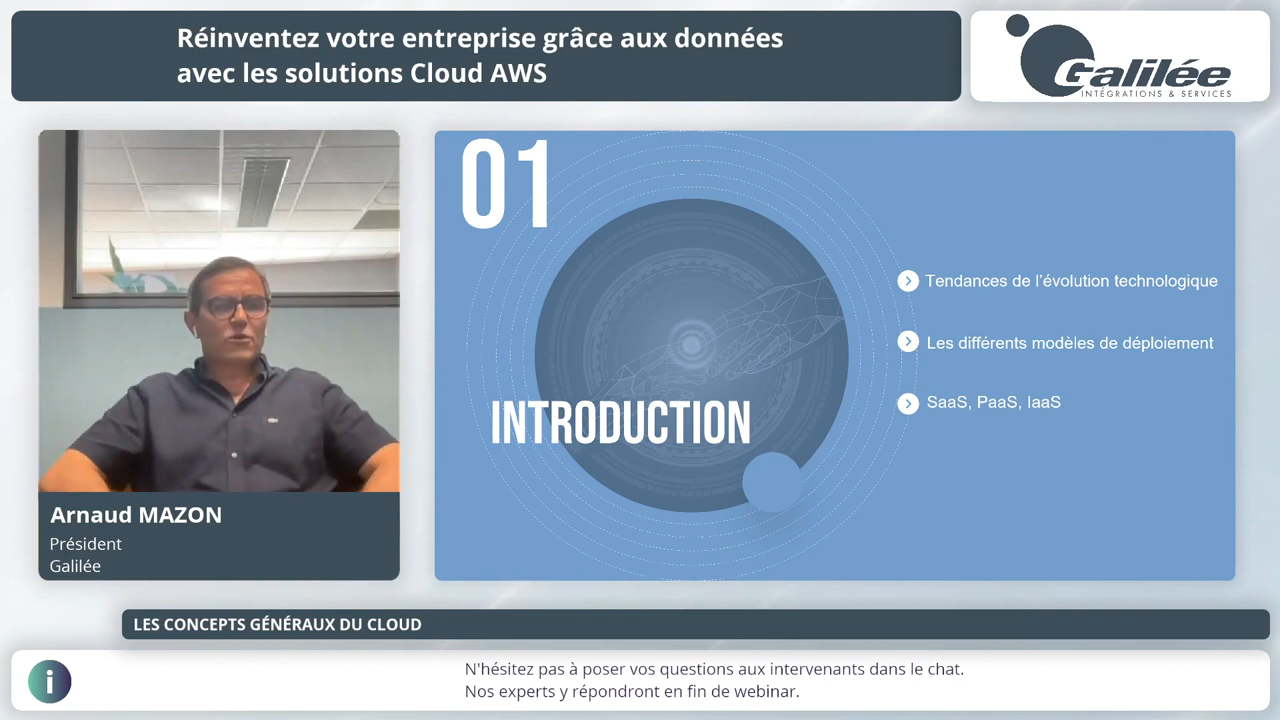 Réinventez votre entreprise grâce aux données
avec les solutions Cloud AWS
Galilée
INTÉGRATIONS & SERVICES
01
INTRODUCTION
Tendances de l'évolution technologique
Les différents modèles de déploiement
SaaS, PaaS, IaaS
Arnaud MAZON
Président
Galilée
LES CONCEPTS GÉNÉRAUX DU CLOUD
i
N'hésitez pas à poser vos questions aux intervenants dans le chat.
Nos experts y répondront en fin de webinar.